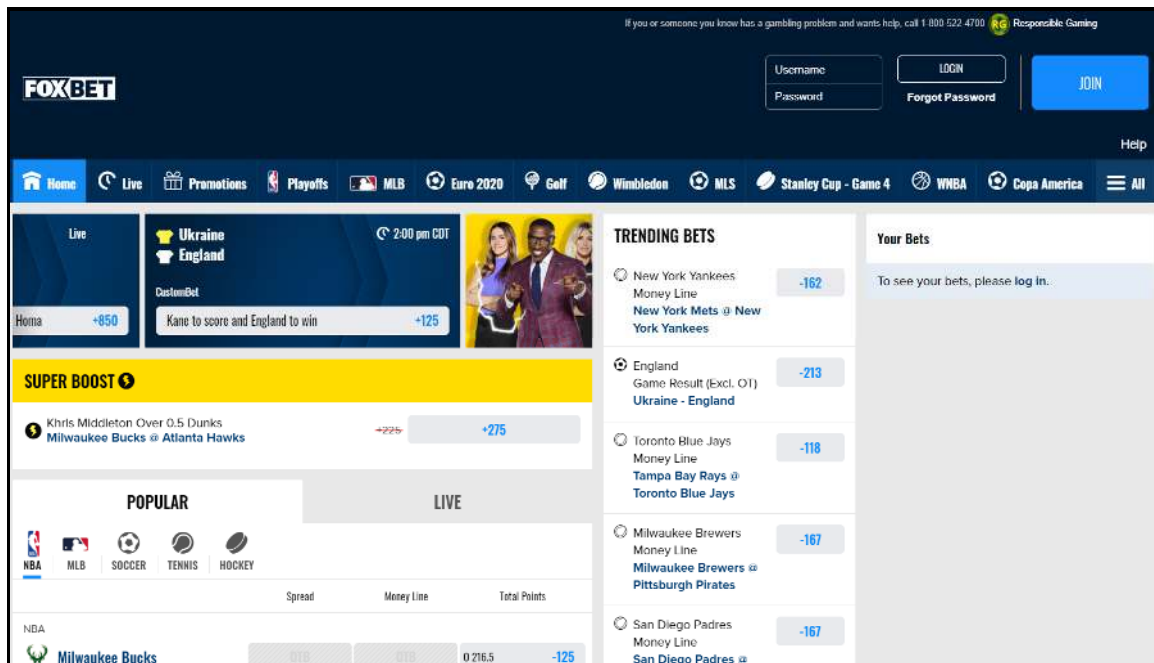 If you or someone you know has a gambling problem and wants help, call 1 800 522 4700 RG Responsible Gaming
FOX BET
Username
Password
LOGIN
Forgot Password
JOIN
Help
Home
Live
Promotions
Playoffs
MLB
Euro 2020
Golf
Wimbledon
MLS
Stanley Cup - Game 4
WNBA
Copa America
All
Live
Homa +850
Ukraine
England
2:00 pm CDT
CustomBet
Kane to score and England to win +125
SUPER BOOST
Khris Middleton Over 0.5 Dunks
Milwaukee Bucks @ Atlanta Hawks
+225 +275
POPULAR
LIVE
NBA
MLB
SOCCER
TENNIS
HOCKEY
Spread Money Line Total Points
NBA
Milwaukee Bucks OTB OTB O 216.5 -125
TRENDING BETS
New York Yankees
Money Line
New York Mets @ New
York Yankees
-162
England
Game Result (Excl. OT)
Ukraine - England
-213
Toronto Blue Jays
Money Line
Tampa Bay Rays @
Toronto Blue Jays
-118
Milwaukee Brewers
Money Line
Milwaukee Brewers @
Pittsburgh Pirates
-167
San Diego Padres
Money Line
San Diego Padres @
-167
Your Bets
To see your bets, please log in.